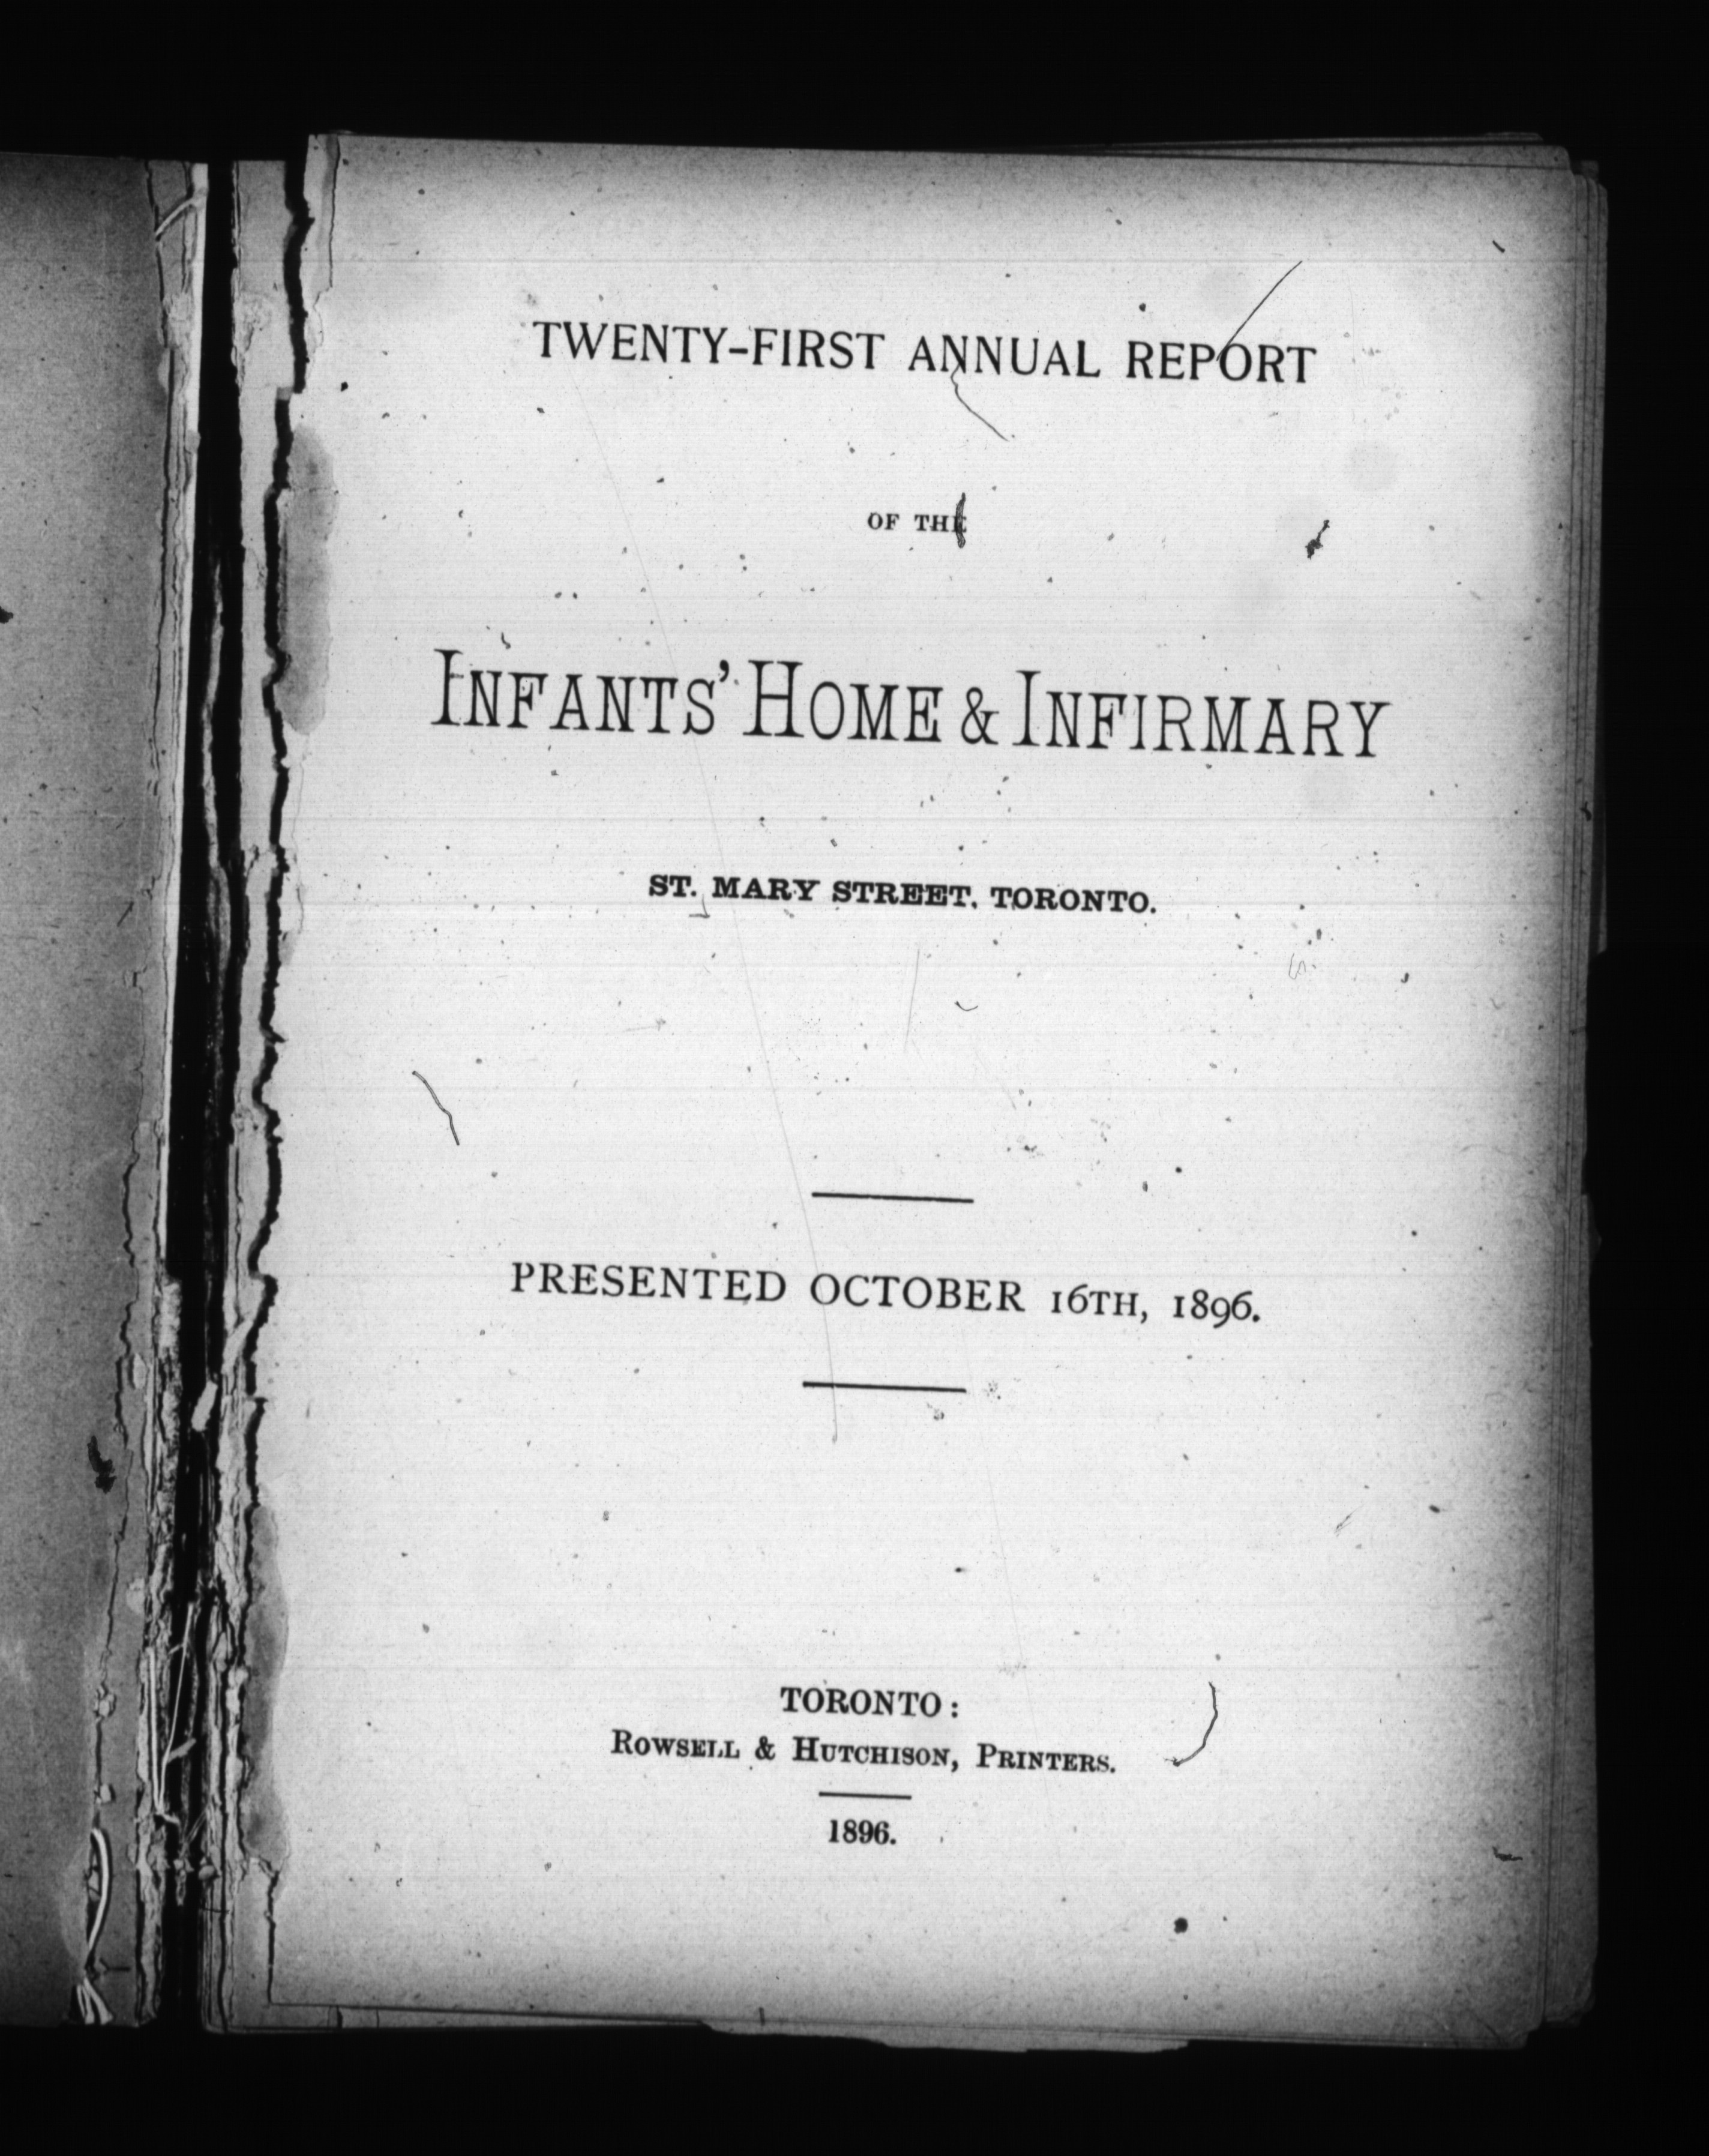 TWENTY-FIRST ANNUAL REPORT
OF THE
INFANTS' HOME & INFIRMARY
ST. MARY STREET, TORONTO.
PRESENTED OCTOBER 16TH, 1896.
TORONTO:
ROWSELL & HUTCHISON, PRINTERS.
1896.